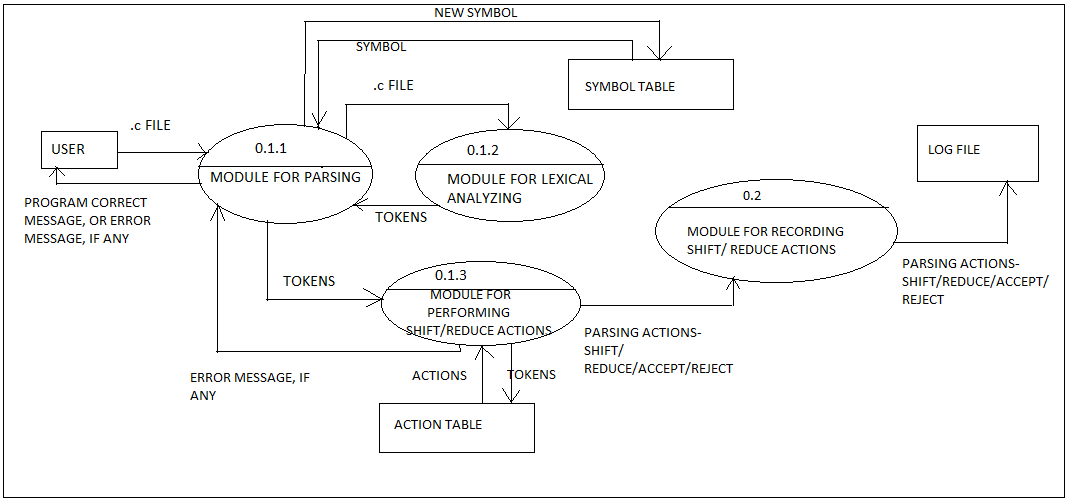 NEW SYMBOL
SYMBOL
SYMBOL TABLE
.c FILE
.c FILE
USER
0.1.1
MODULE FOR PARSING
0.1.2
MODULE FOR LEXICAL
ANALYZING
LOG FILE
PROGRAM CORRECT
MESSAGE, OR ERROR
MESSAGE, IF ANY
TOKENS
0.2
MODULE FOR RECORDING
SHIFT/ REDUCE ACTIONS
PARSING ACTIONS-
SHIFT/REDUCE/ACCEPT/
REJECT
TOKENS
0.1.3
MODULE FOR
PERFORMING
SHIFT/REDUCE ACTIONS
PARSING ACTIONS-
SHIFT/
REDUCE/ACCEPT/REJECT
ERROR MESSAGE, IF
ANY
ACTIONS
TOKENS
ACTION TABLE